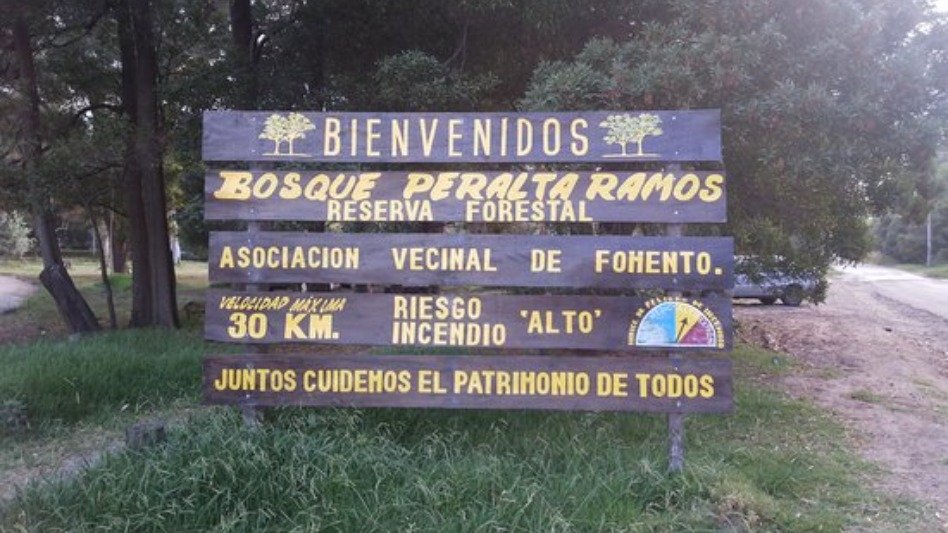 BIENVENIDOS
BOSQUE PERALTA RAMOS
RESERVA FORESTAL
ASOCIACION VECINAL DE FOMENTO.
VELOCIDAD MAXIMA
30 KM.
RIESGO
INCENDIO 'ALTO'
JUNTOS CUIDEMOS EL PATRIMONIO DE TODOS